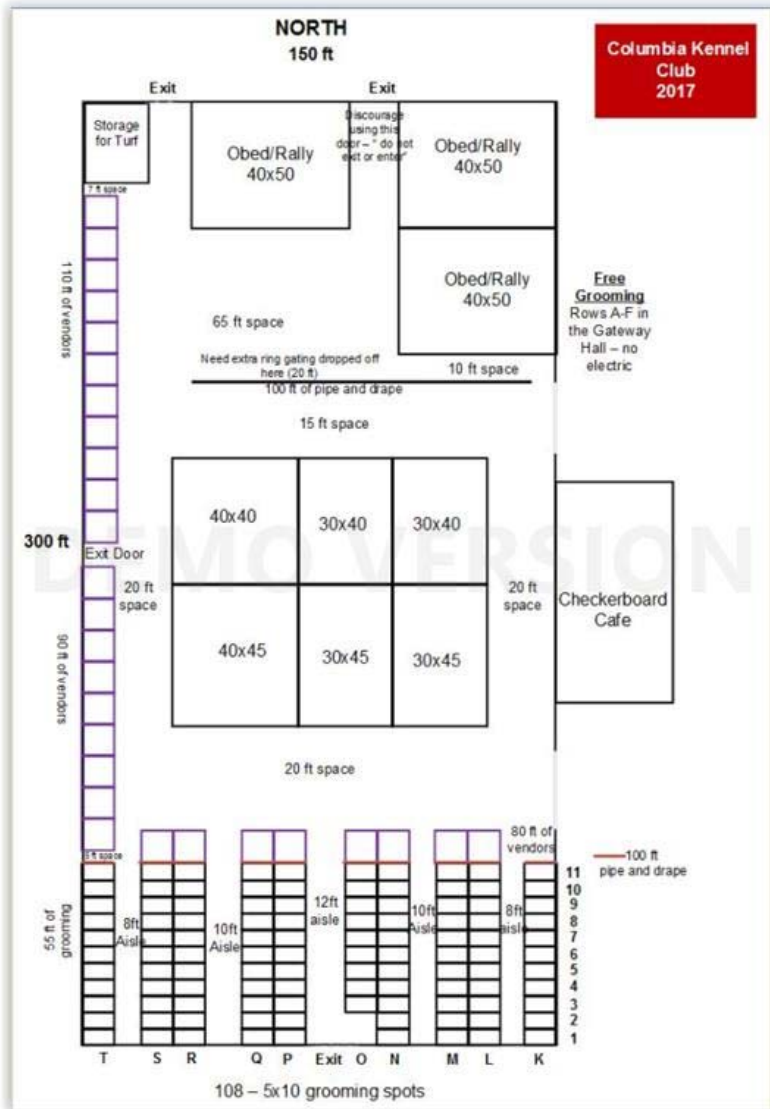 NORTH
150 ft
Columbia Kennel
Club
2017
Exit
Exit
Storage
for Turf
Obed/Rally
40x50
Discourage
using this
door – " do not
exit or enter"
Obed/Rally
40x50
7 ft space
110 ft of vendors
Obed/Rally
40x50
Free
Grooming
Rows A-F in
the Gateway
Hall – no
electric
65 ft space
Need extra ring gating dropped off
here (20 ft)
10 ft space
100 ft of pipe and drape
15 ft space
40x40
30x40
30x40
DEMO VERSION
300 ft
Exit Door
20 ft
space
20 ft
space
Checkerboard
Cafe
90 ft of vendors
40x45
30x45
30x45
20 ft space
80 ft of
vendors
5 ft space
100 ft
pipe and drape
55 ft of
grooming
8ft
Aisle
10ft
Aisle
12ft
aisle
10ft
Aisle
8ft
aisle
11
10
9
8
7
6
5
4
3
2
1
T S R Q P Exit O N M L K
108 – 5x10 grooming spots